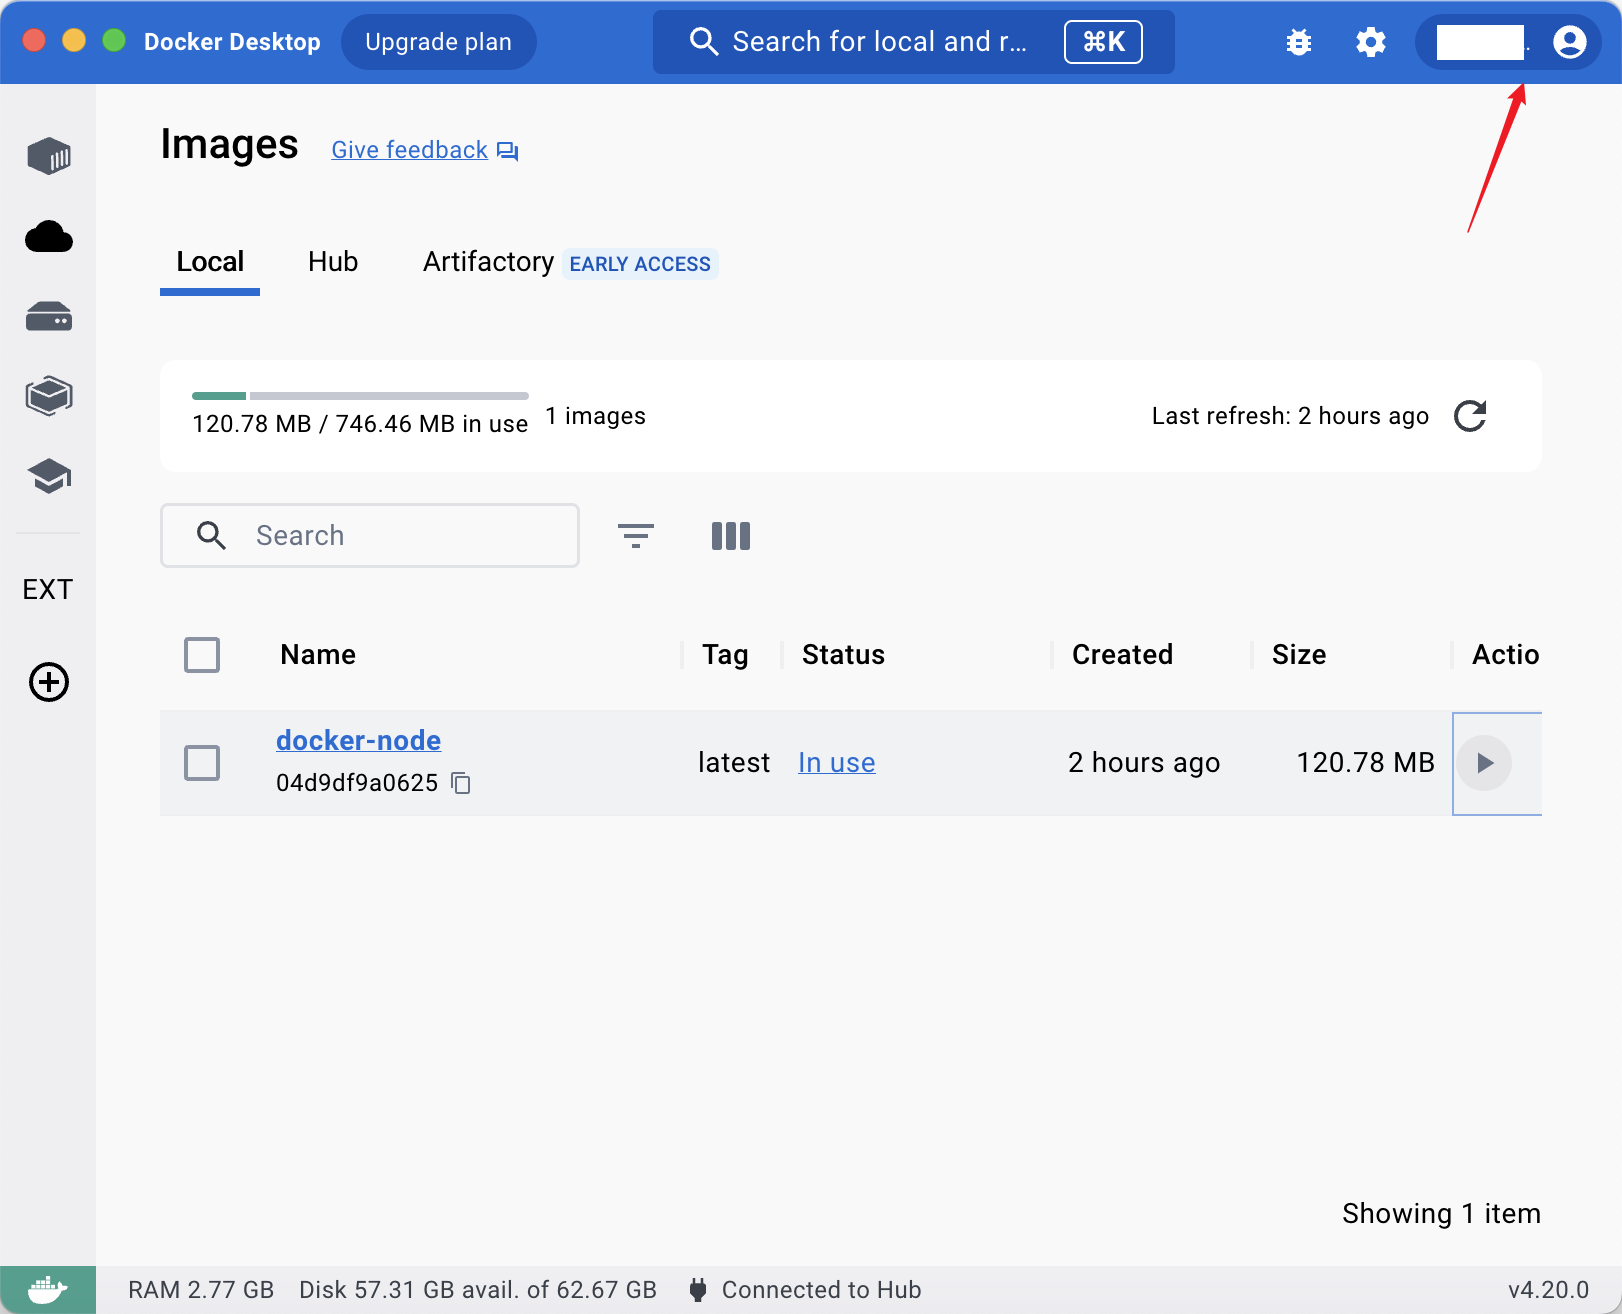 Docker Desktop
Upgrade plan
Search for local and r...
⌘K
..
Images
Give feedback
Local
Hub
Artifactory
EARLY ACCESS
120.78 MB / 746.46 MB in use
1 images
Last refresh: 2 hours ago
Search
EXT
Name
Tag
Status
Created
Size
Actio
docker-node
04d9df9a0625
latest
In use
2 hours ago
120.78 MB
Showing 1 item
RAM 2.77 GB
Disk 57.31 GB avail. of 62.67 GB
Connected to Hub
v4.20.0